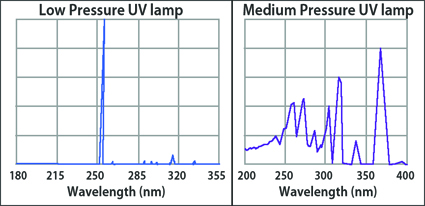 Low Pressure UV lamp
180 215 250 285 320 355
Wavelength (nm)
Medium Pressure UV lamp
200 250 300 350 400
Wavelength (nm)